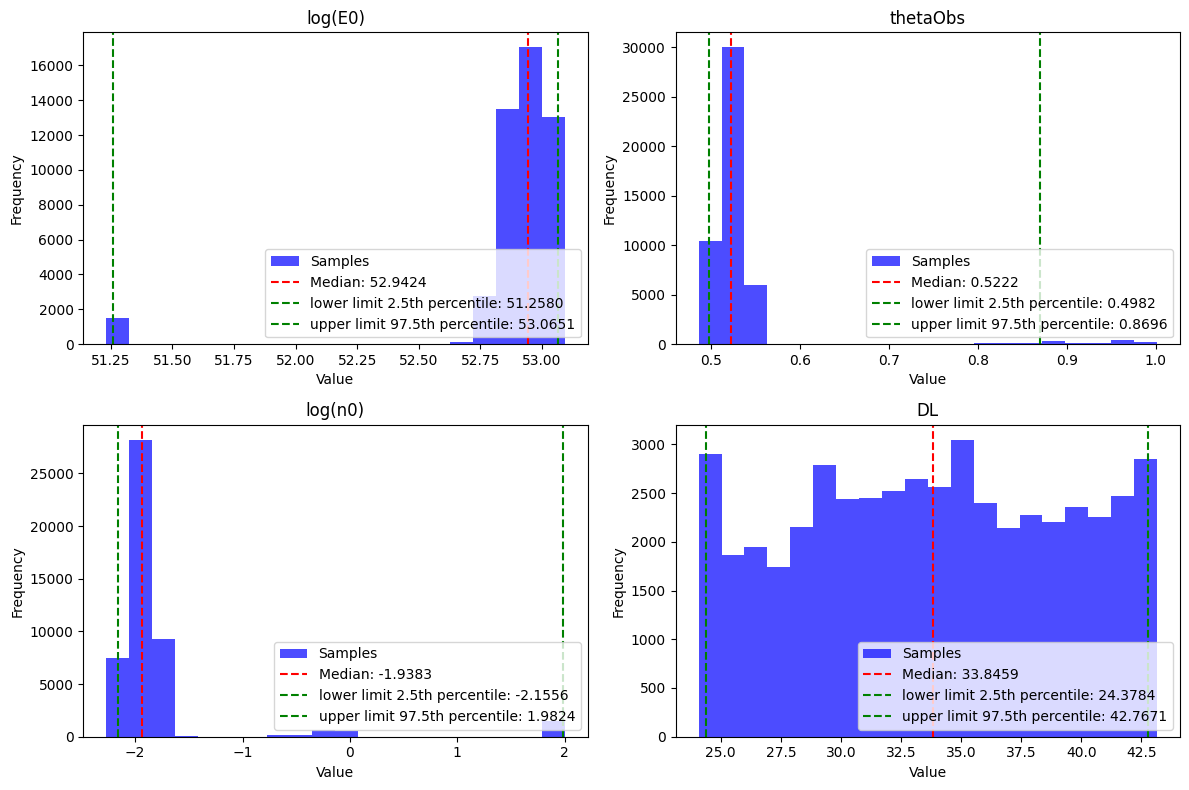 log(E0)
Frequency
16000
14000
12000
10000
8000
6000
4000
2000
0
Samples
Median: 52.9424
lower limit 2.5th percentile: 51.2580
upper limit 97.5th percentile: 53.0651
51.25 51.50 51.75 52.00 52.25 52.50 52.75 53.00
Value
thetaObs
Frequency
30000
25000
20000
15000
10000
5000
0
Samples
Median: 0.5222
lower limit 2.5th percentile: 0.4982
upper limit 97.5th percentile: 0.8696
0.5 0.6 0.7 0.8 0.9 1.0
Value
log(n0)
Frequency
25000
20000
15000
10000
5000
0
Samples
Median: -1.9383
lower limit 2.5th percentile: -2.1556
upper limit 97.5th percentile: 1.9824
−2 −1 0 1 2
Value
DL
Frequency
3000
2500
2000
1500
1000
500
0
Samples
Median: 33.8459
lower limit 2.5th percentile: 24.3784
upper limit 97.5th percentile: 42.7671
25.0 27.5 30.0 32.5 35.0 37.5 40.0 42.5
Value